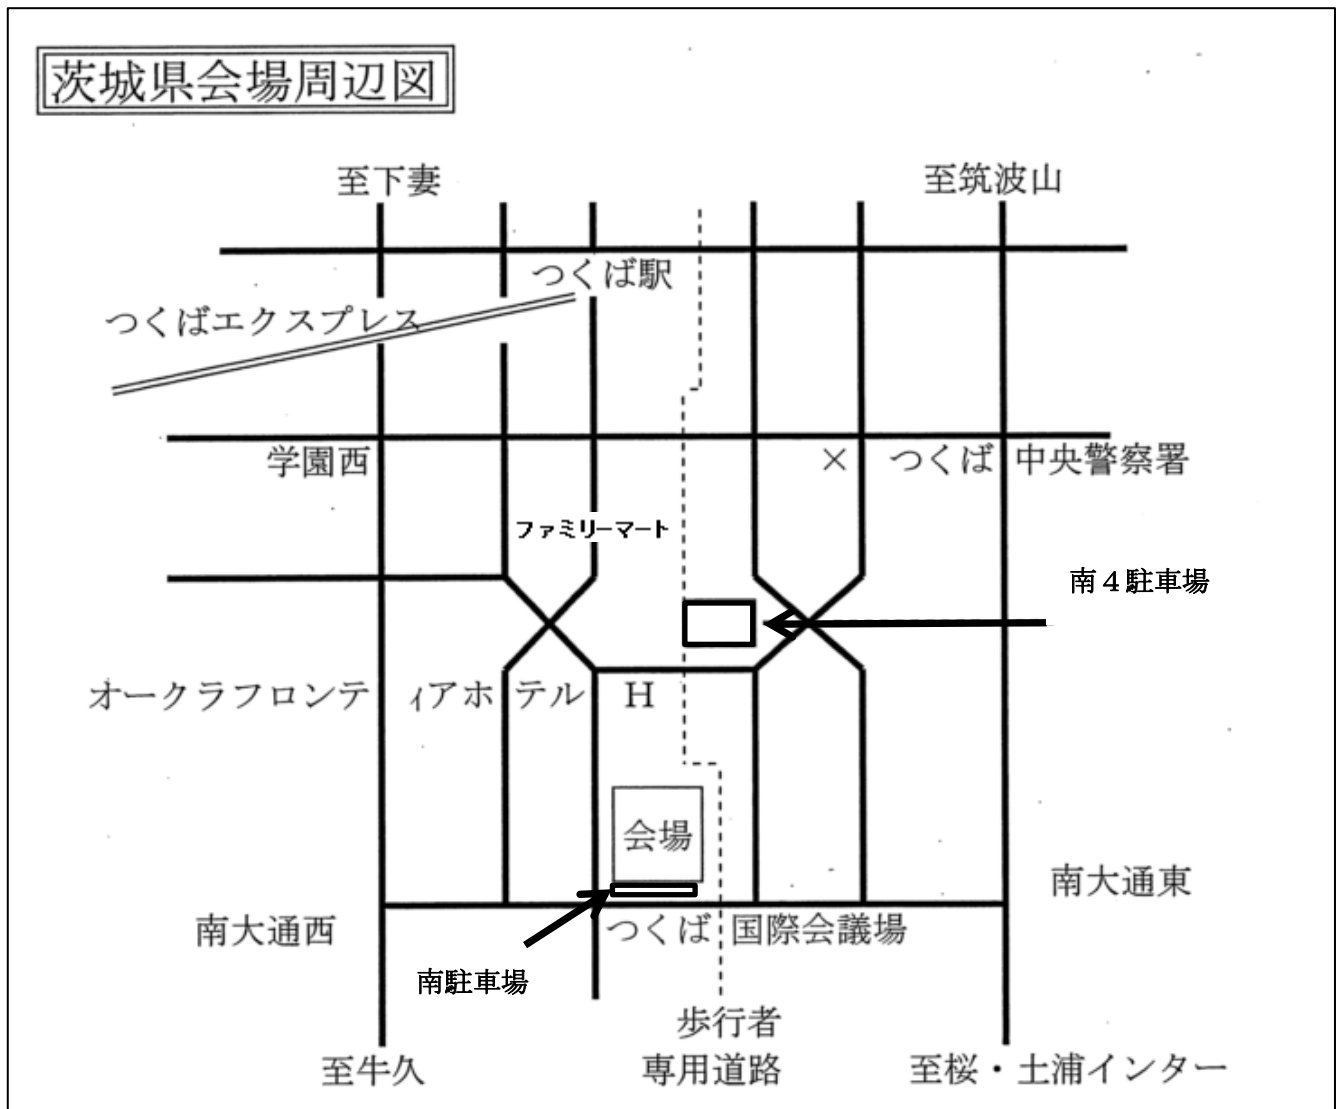 茨城県会場周辺図
至下妻
至筑波山
つくば駅
つくばエクスプレス
学園西
× つくば中央警察署
ファミリーマート
南４駐車場
オークラフロンティアホテル H
会場
南大通東
南大通西
つくば国際会議場
南駐車場
歩行者
専用道路
至牛久
至桜・土浦インター